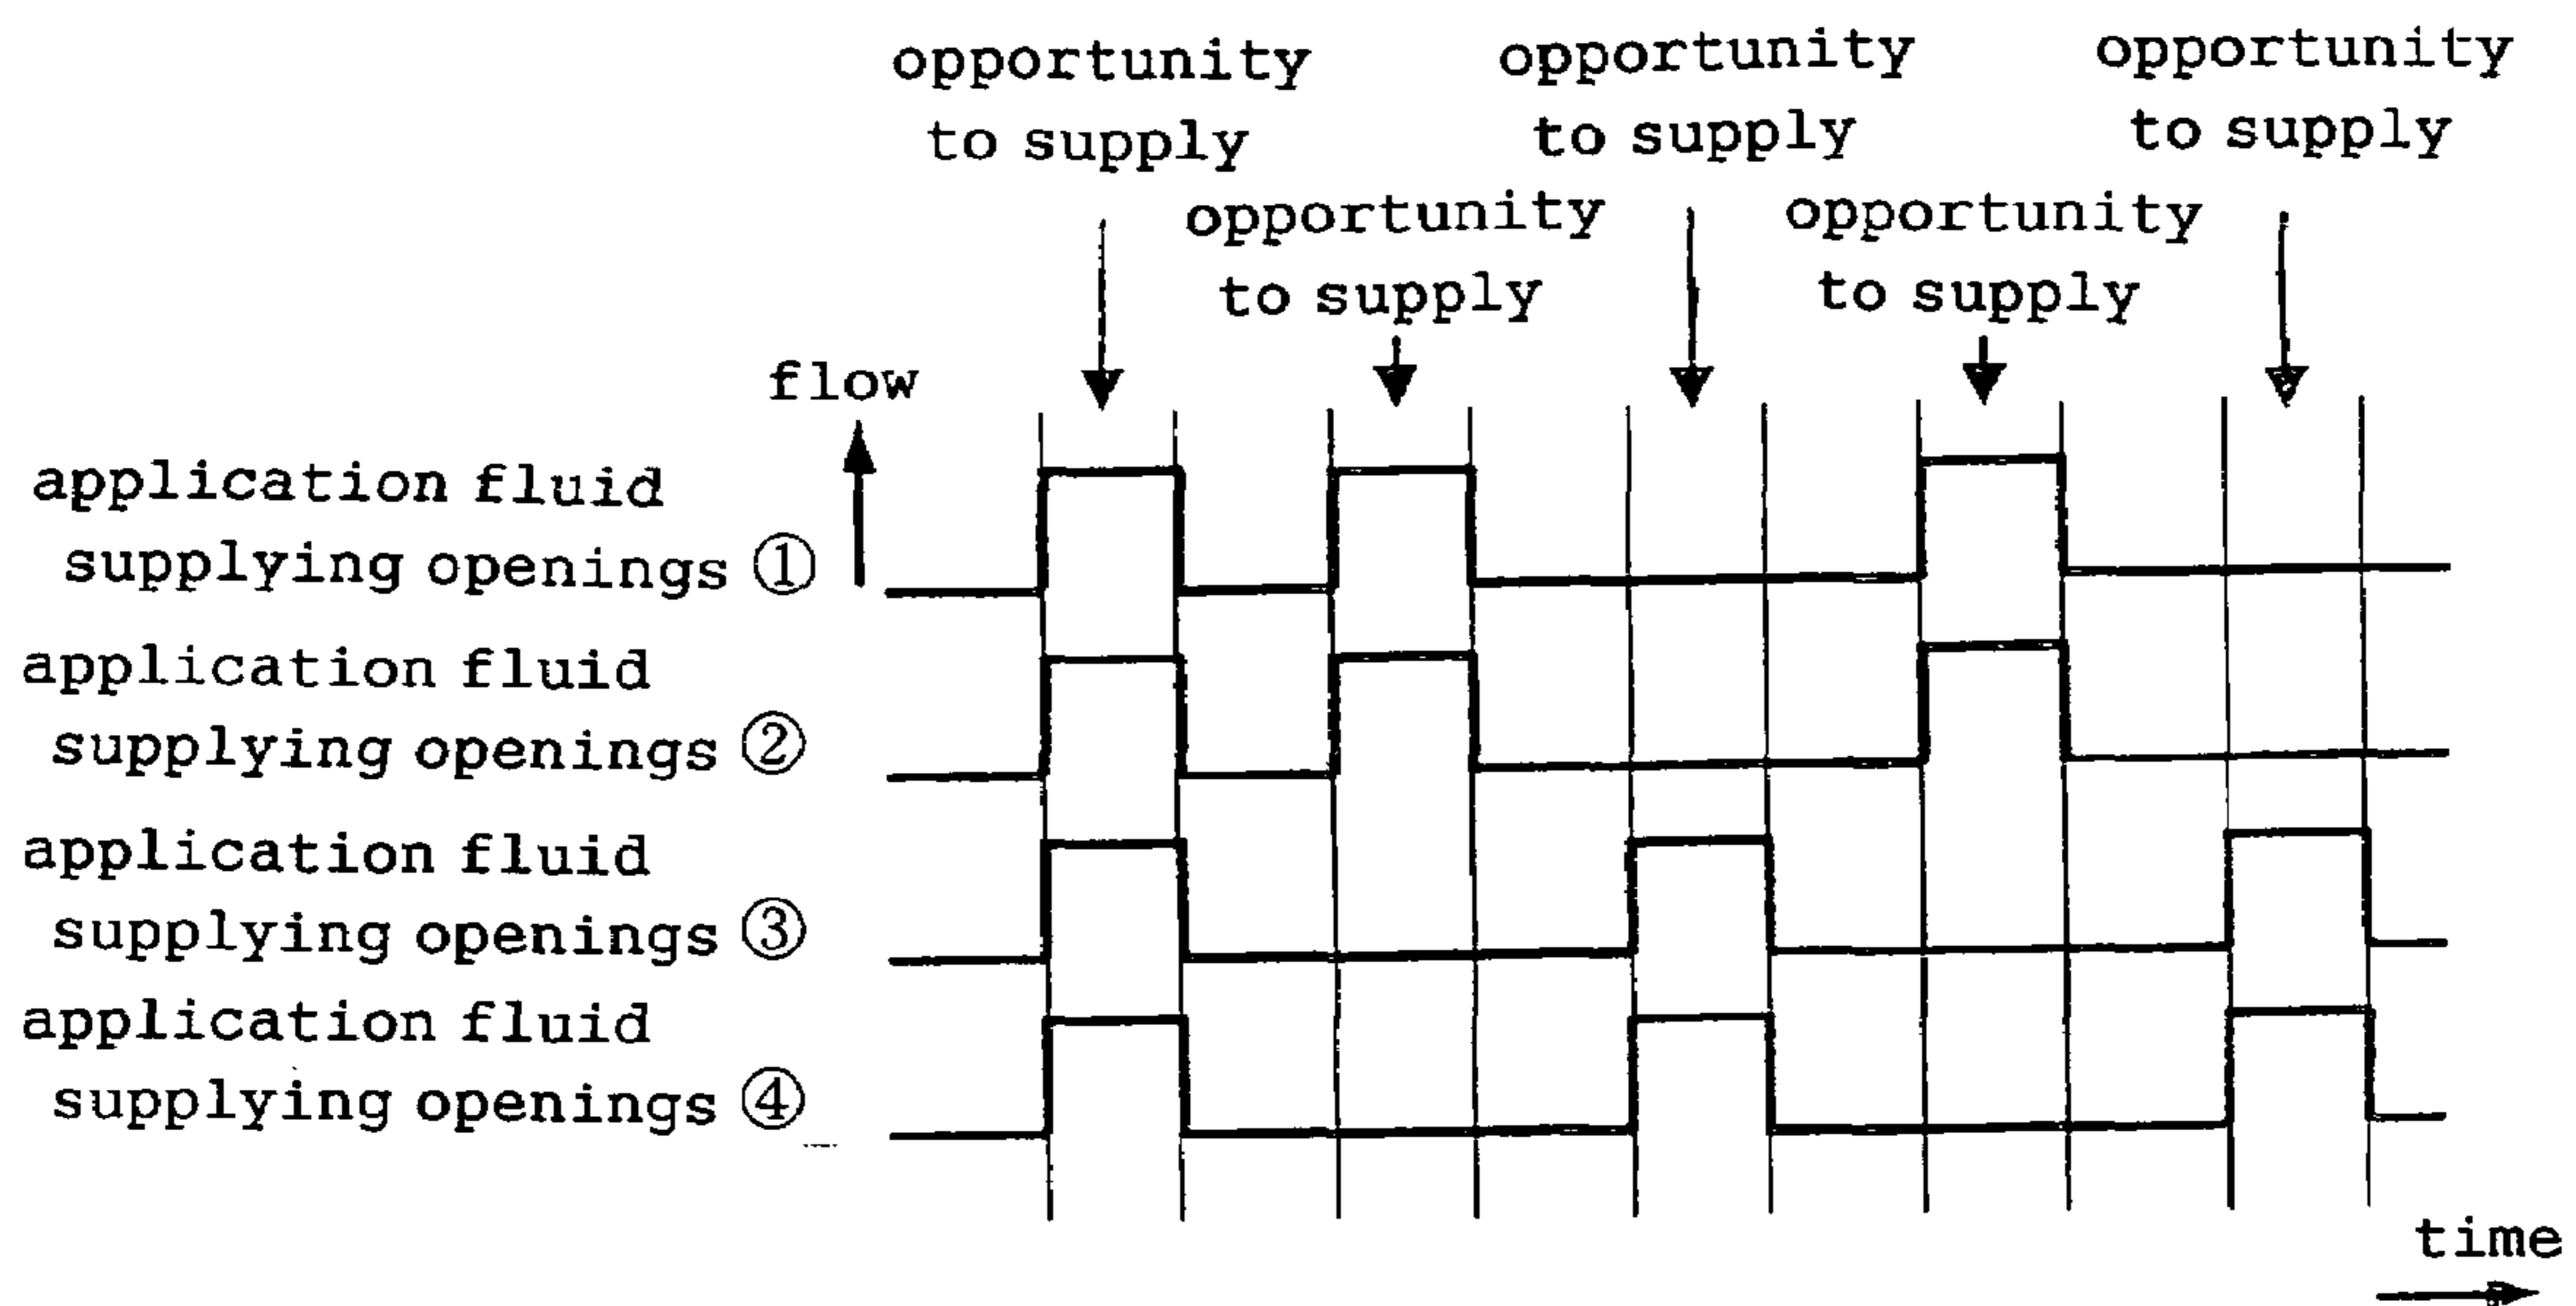 opportunity
to supply
opportunity
to supply
opportunity
to supply
opportunity
to supply
opportunity
to supply
flow
application fluid
supplying openings ①
application fluid
supplying openings ②
application fluid
supplying openings ③
application fluid
supplying openings ④
time